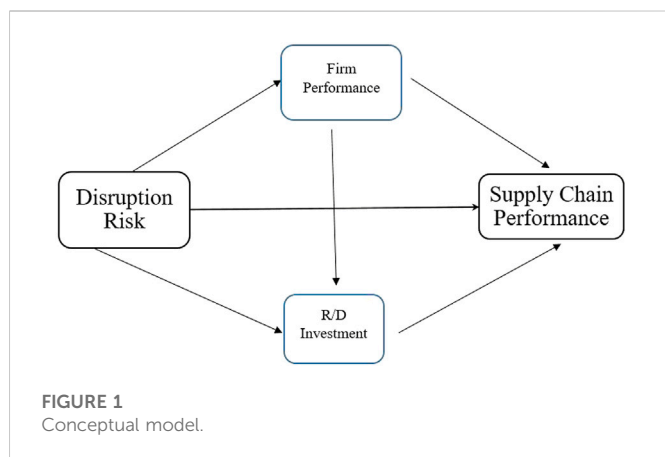 Firm
Performance
Disruption
Risk
Supply Chain
Performance
R/D
Investment
FIGURE 1
Conceptual model.